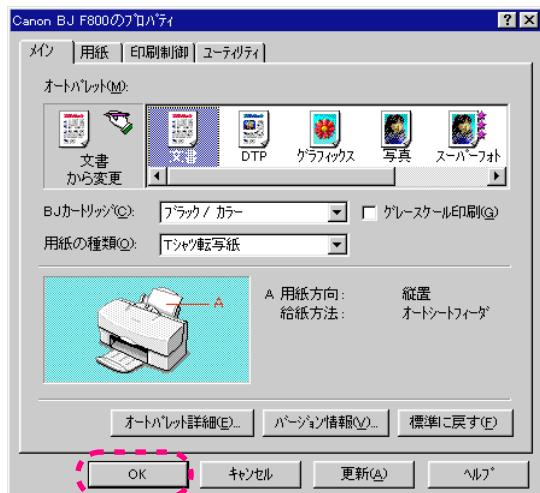 Canon BJ F800のﾌﾟﾛﾊﾟﾃｨ
ﾒｲﾝ 用紙 印刷制御 ﾕｰﾃｨﾘﾃｨ
ｵｰﾄﾊﾟﾚｯﾄ(M):
文書
から変更
文書 DTP ｸﾞﾗﾌｨｯｸｽ 写真 ｽｰﾊﾟｰﾌｫﾄ
BJｶｰﾄﾘｯｼﾞ(C): ﾌﾞﾗｯｸ / ｶﾗｰ ｸﾞﾚｰｽｹｰﾙ印刷(G)
用紙の種類(O): Tｼｬﾂ転写紙
A
A 用紙方向: 縦置
給紙方法: ｵｰﾄｼｰﾄﾌｨｰﾀﾞ
ｵｰﾄﾊﾟﾚｯﾄ詳細(E)... ﾊﾞｰｼﾞｮﾝ情報(V)... 標準に戻す(F)
OK ｷｬﾝｾﾙ 更新(A) ﾍﾙﾌﾟ